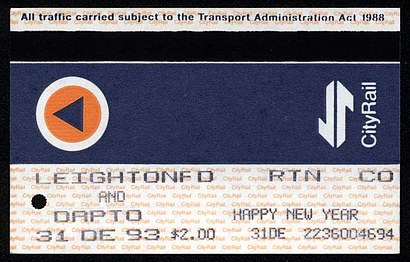 All traffic carried subject to the Transport Administration Act 1988
CityRail
LEIGHTONFD RTN CO
AND
DAPTO HAPPY NEW YEAR
31 DE 93 $2.00 31DE 2236004694